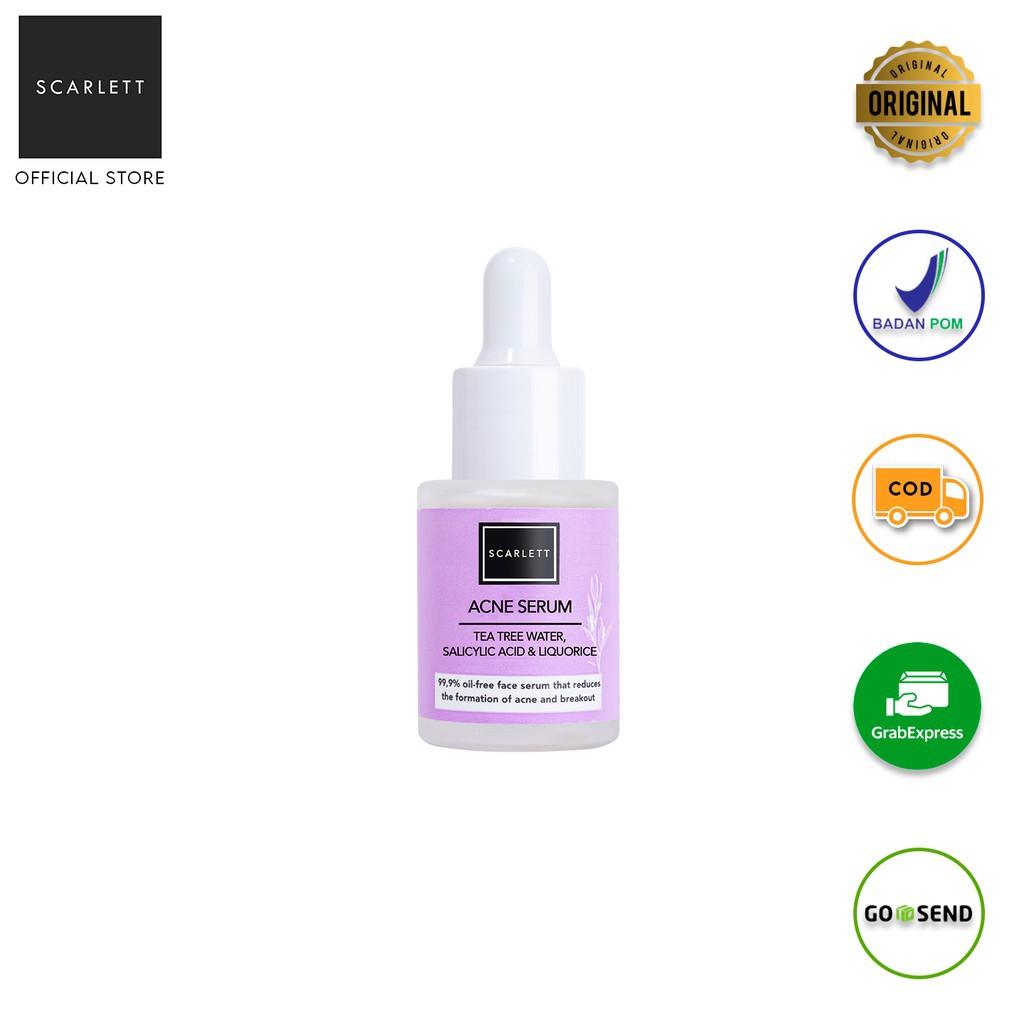 SCARLETT
OFFICIAL STORE
ORIGINAL
ORIGINAL
ORIGINAL
BADAN POM
COD
GrabExpress
GO SEND
SCARLETT
ACNE SERUM
TEA TREE WATER,
SALICYLIC ACID & LIQUORICE
99,9% oil-free face serum that reduces
the formation of acne and breakout